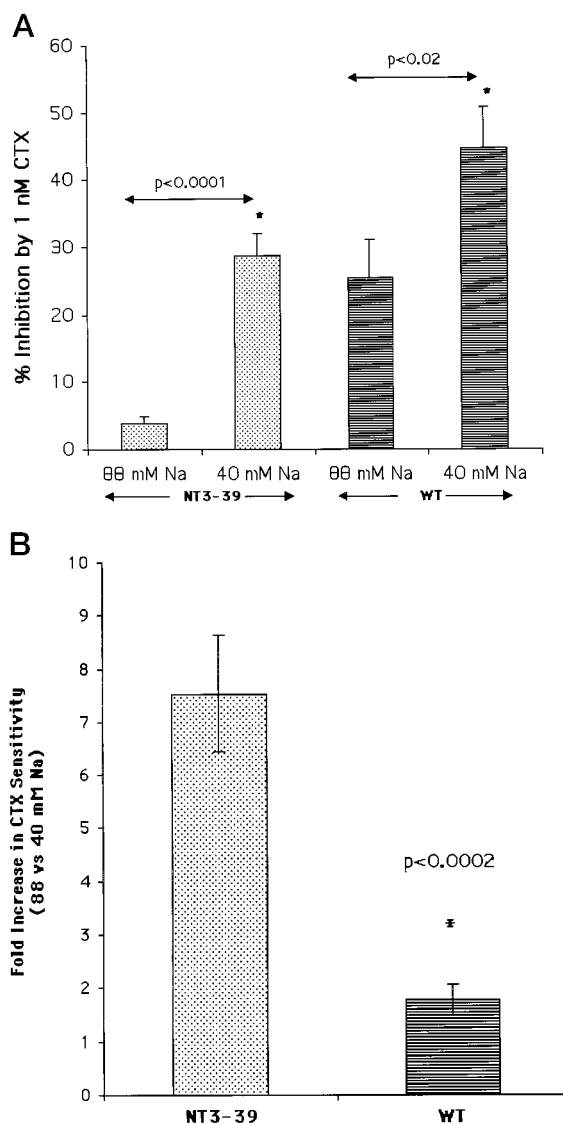 A
60
50
40
30
20
10
0
% Inhibition by 1 nM CTX
p<0.0001
*
p<0.02
*
88 mM Na 40 mM Na 88 mM Na 40 mM Na
NT3-39 WT
B
10
9
8
7
6
5
4
3
2
1
0
Fold Increase in CTX Sensitivity
(88 vs 40 mM Na)
p<0.0002
*
NT3-39 WT